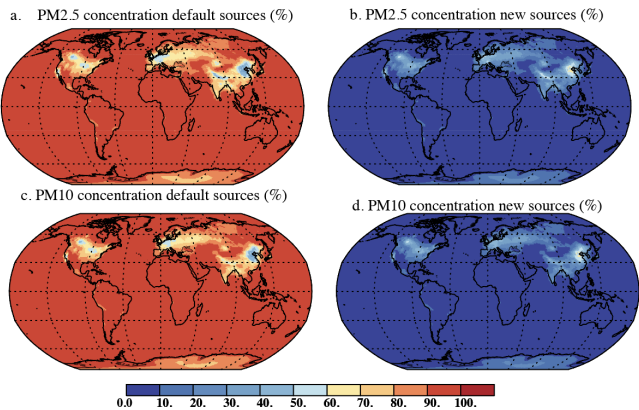 a. PM2.5 concentration default sources (%)
b. PM2.5 concentration new sources (%)
c. PM10 concentration default sources (%)
d. PM10 concentration new sources (%)
0.0 10. 20. 30. 40. 50. 60. 70. 80. 90. 100.